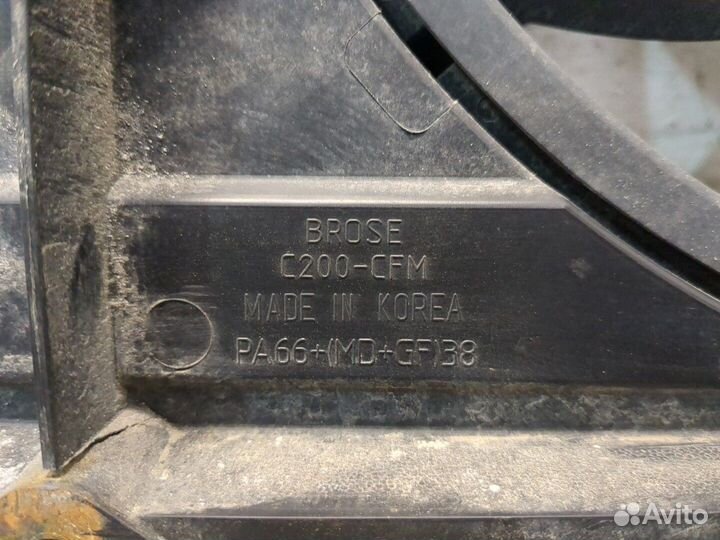 BROSE
C200-CFM
MADE IN KOREA
PA66+(MD+GF)38
Avito